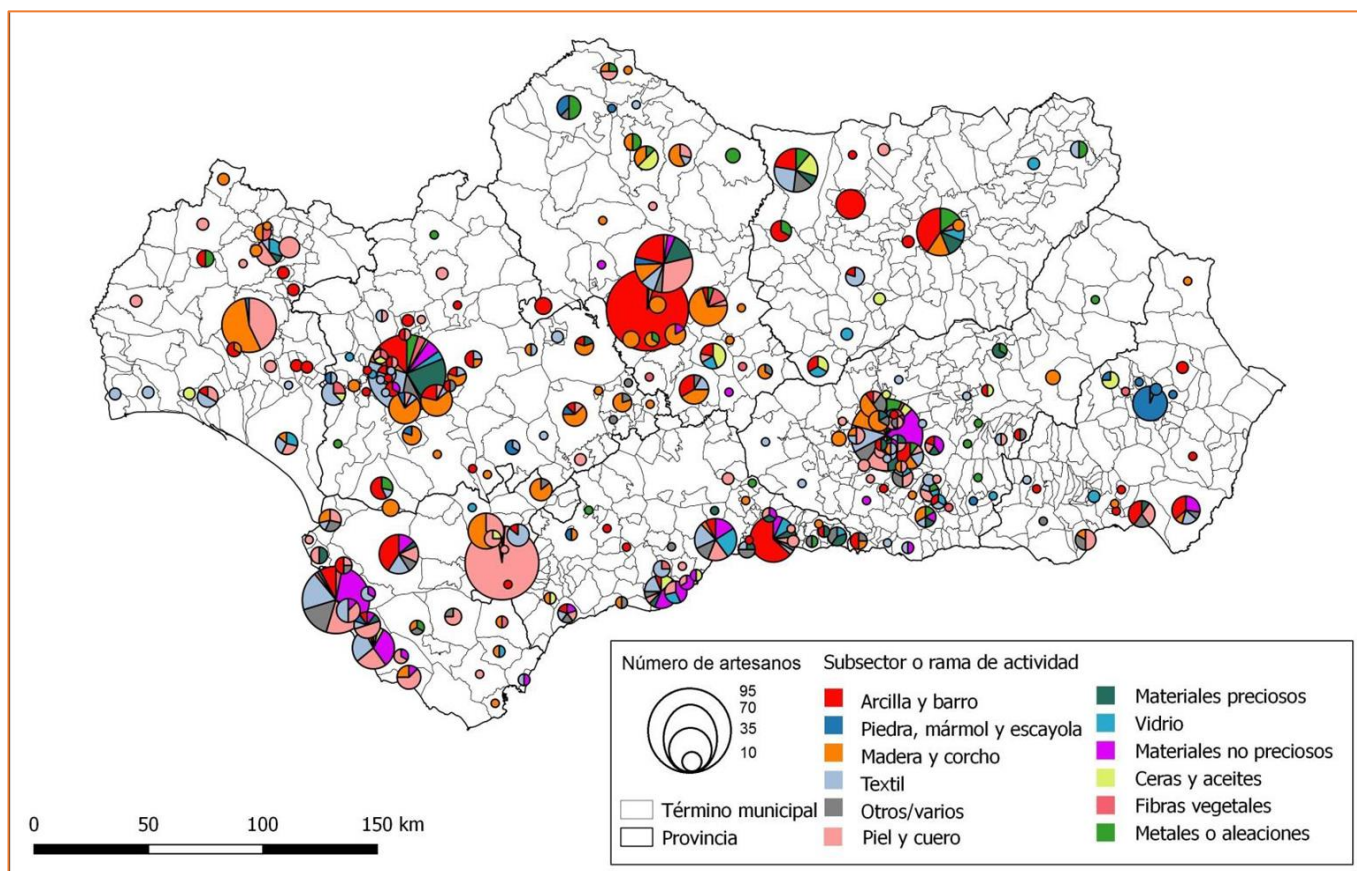 Número de artesanos
95
70
35
10
Término municipal
Provincia
Subsector o rama de actividad
Arcilla y barro
Piedra, mármol y escayola
Madera y corcho
Textil
Otros/varios
Piel y cuero
Materiales preciosos
Vidrio
Materiales no preciosos
Ceras y aceites
Fibras vegetales
Metales o aleaciones
0 50 100 150 km